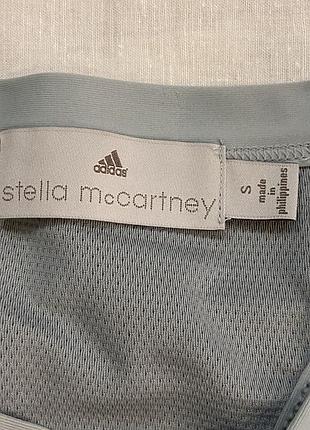 adidas
stella mccartney
S
made in
philippines